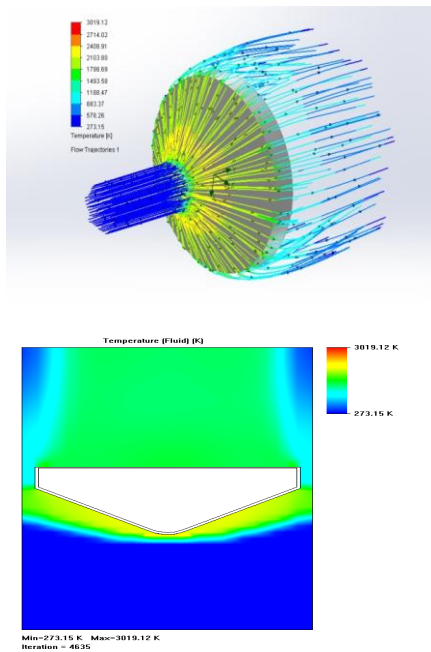 3019.12
2714.02
2408.91
2103.80
1798.69
1493.58
1188.47
883.37
578.26
273.15
Temperature [K]
Flow Trajectories 1
Temperature (Fluid) (K)
3019.12 K
273.15 K
Min=273.15 K Max=3019.12 K
Iteration = 4635